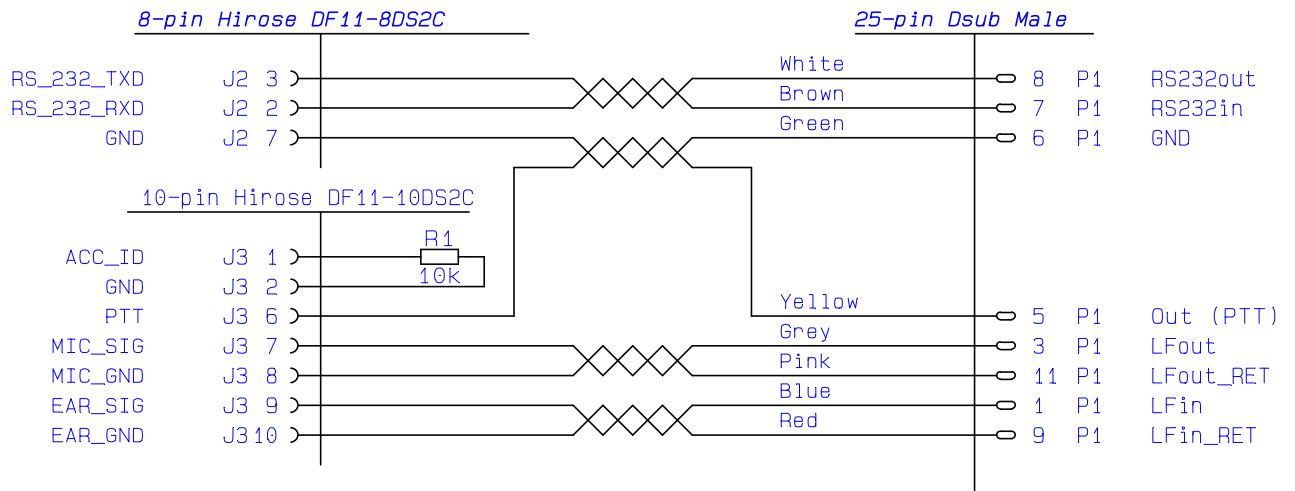 8-pin Hirose DF11-8DS2C 25-pin Dsub Male
White
RS_232_TXD J2 3 8 P1 RS232out
Brown
RS_232_RXD J2 2 7 P1 RS232in
Green
GND J2 7 6 P1 GND
10-pin Hirose DF11-10DS2C
R1
ACC_ID J3 1
10k
GND J3 2
Yellow
PTT J3 6 5 P1 Out (PTT)
Grey
MIC_SIG J3 7 3 P1 LFout
Pink
MIC_GND J3 8 11 P1 LFout_RET
Blue
EAR_SIG J3 9 1 P1 LFin
Red
EAR_GND J3 10 9 P1 LFin_RET